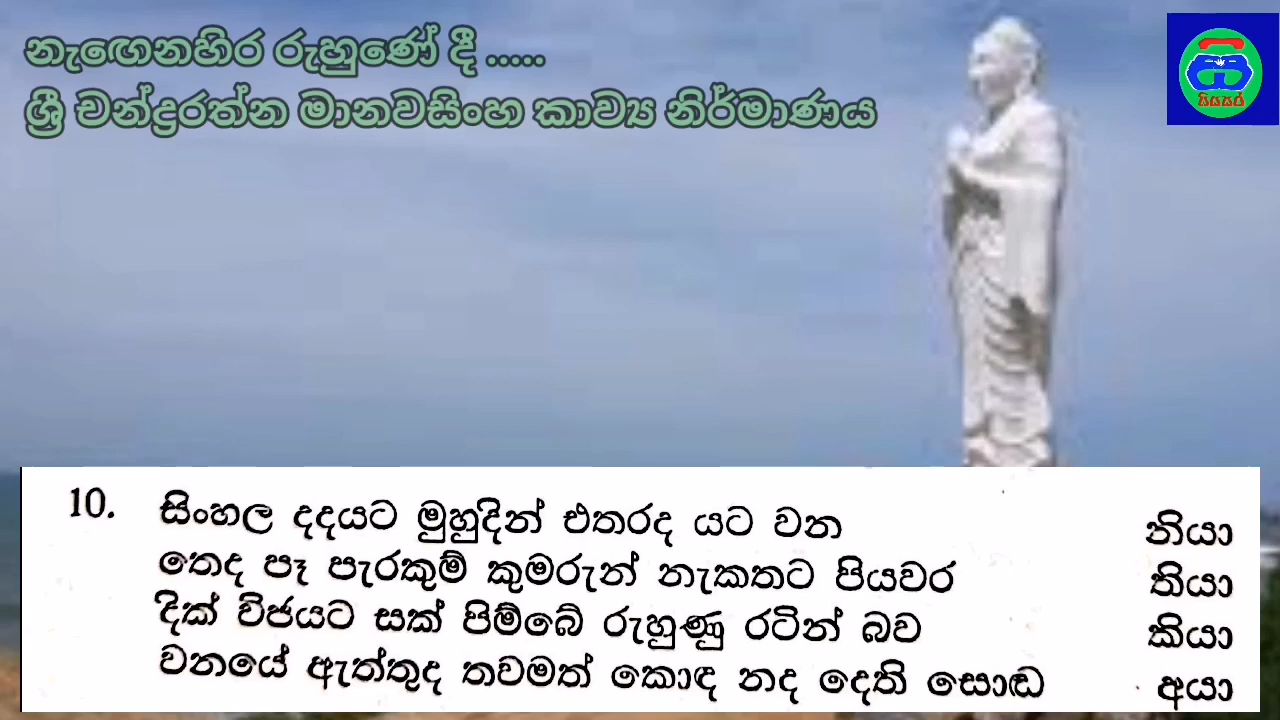 නැඟෙනහිර රුහුණේ දී .....
ශ්‍රී චන්ද්‍රරත්න මානවසිංහ කාව්‍ය නිර්මාණය
සියපර
10. සිංහල දදයට මුහුදින් එතරද යට වන නියා
තෙද පෑ පැරකුම් කුමරුන් නැකතට පියවර තියා
දික් විජයට සක් පිම්බේ රුහුණු රටින් බව කියා
වනයේ ඇත්තුද තවමත් කොඳ නද දෙති සොඬ අයා